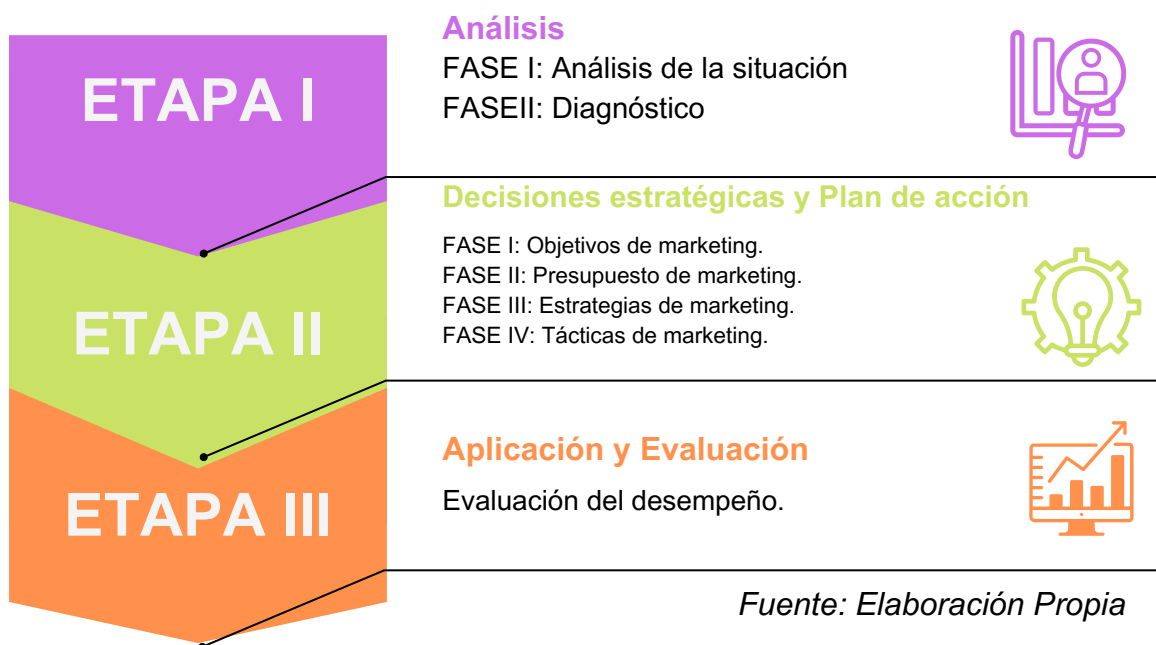 ETAPA I
Análisis
FASE I: Análisis de la situación
FASEII: Diagnóstico
ETAPA II
Decisiones estratégicas y Plan de acción
FASE I: Objetivos de marketing.
FASE II: Presupuesto de marketing.
FASE III: Estrategias de marketing.
FASE IV: Tácticas de marketing.
ETAPA III
Aplicación y Evaluación
Evaluación del desempeño.
Fuente: Elaboración Propia